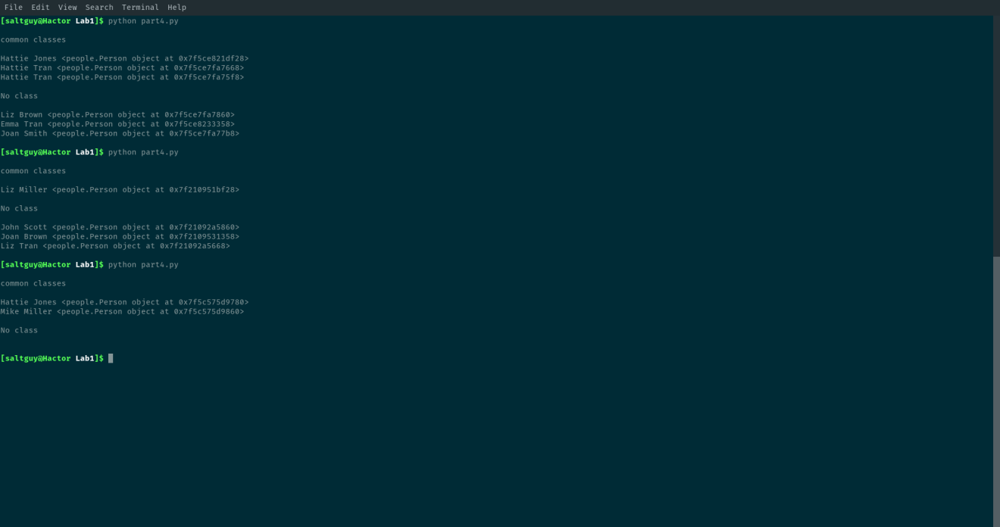 File Edit View Search Terminal Help
[saltguy@Hactor Lab1]$ python part4.py
common classes
Hattie Jones <people.Person object at 0x7f5ce821df28>
Hattie Tran <people.Person object at 0x7f5ce7fa7668>
Hattie Tran <people.Person object at 0x7f5ce7fa75f8>
No class
Liz Brown <people.Person object at 0x7f5ce7fa7860>
Emma Tran <people.Person object at 0x7f5ce8233358>
Joan Smith <people.Person object at 0x7f5ce7fa77b8>
[saltguy@Hactor Lab1]$ python part4.py
common classes
Liz Miller <people.Person object at 0x7f210951bf28>
No class
John Scott <people.Person object at 0x7f21092a5860>
Joan Brown <people.Person object at 0x7f2109531358>
Liz Tran <people.Person object at 0x7f21092a5668>
[saltguy@Hactor Lab1]$ python part4.py
common classes
Hattie Jones <people.Person object at 0x7f5c575d9780>
Mike Miller <people.Person object at 0x7f5c575d9860>
No class
[saltguy@Hactor Lab1]$